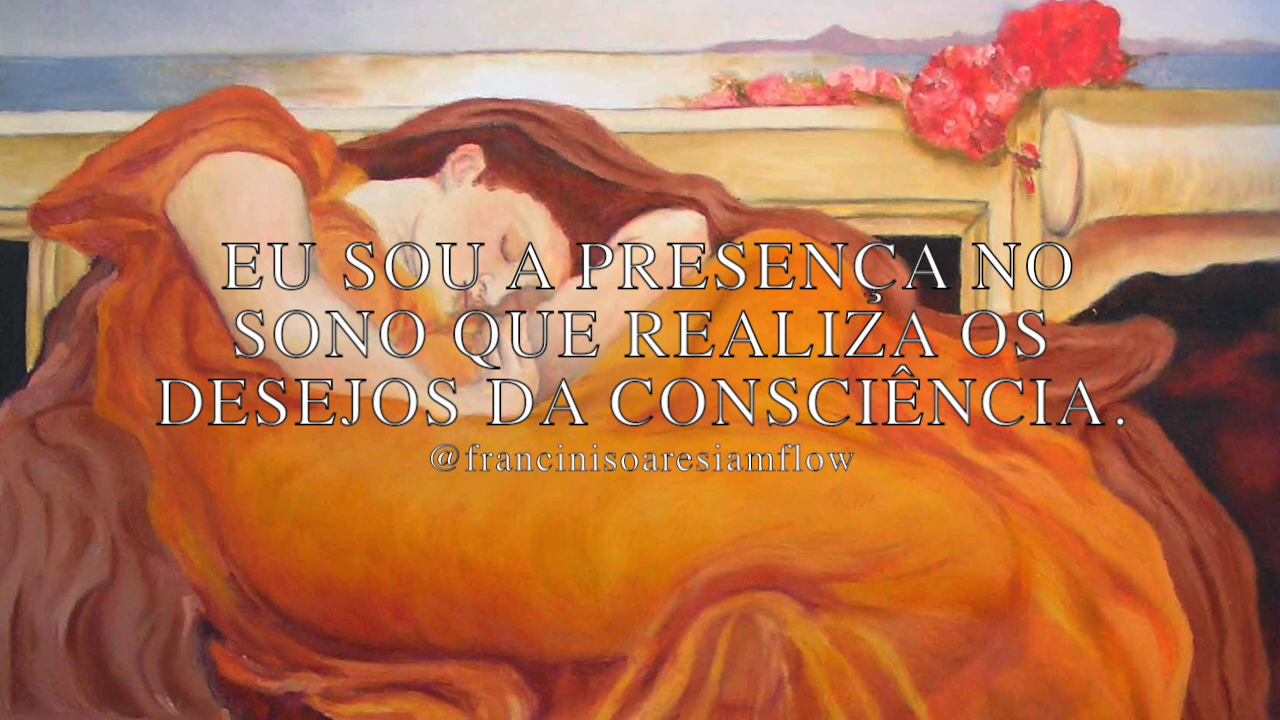 EU SOU A PRESENÇA NO
SONO QUE REALIZA OS
DESEJOS DA CONSCIÊNCIA.
@francinisoaresiamflow